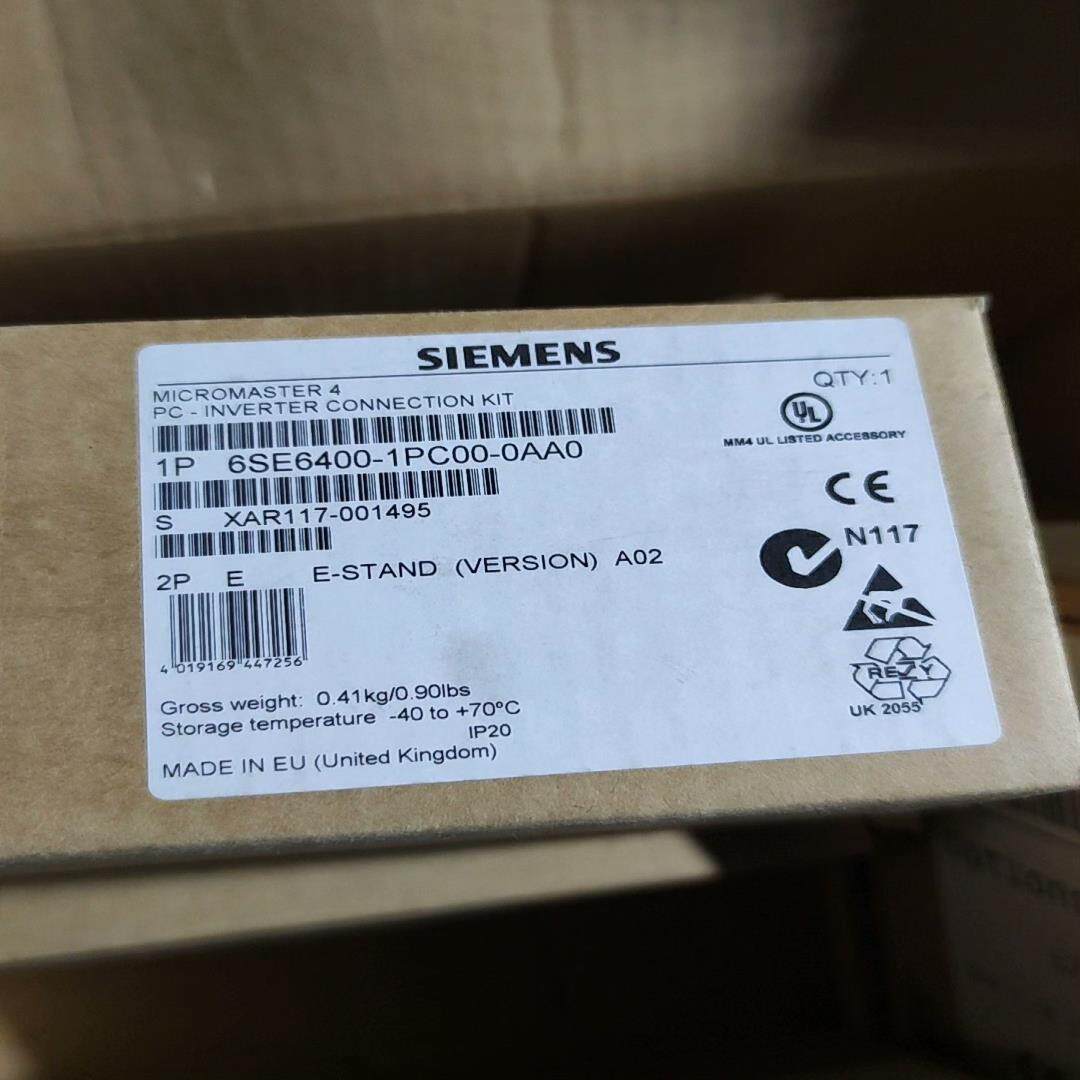 SIEMENS
MICROMASTER 4
PC - INVERTER CONNECTION KIT
QTY:1
UL
MM4 UL LISTED ACCESSORY
1P 6SE6400-1PC00-0AA0
CE
S XAR117-001495
N117
2P E E-STAND (VERSION) A02
4 019169 447256
REZY
UK 2055
Gross weight: 0.41kg/0.90lbs
Storage temperature -40 to +70ºC
IP20
MADE IN EU (United Kingdom)